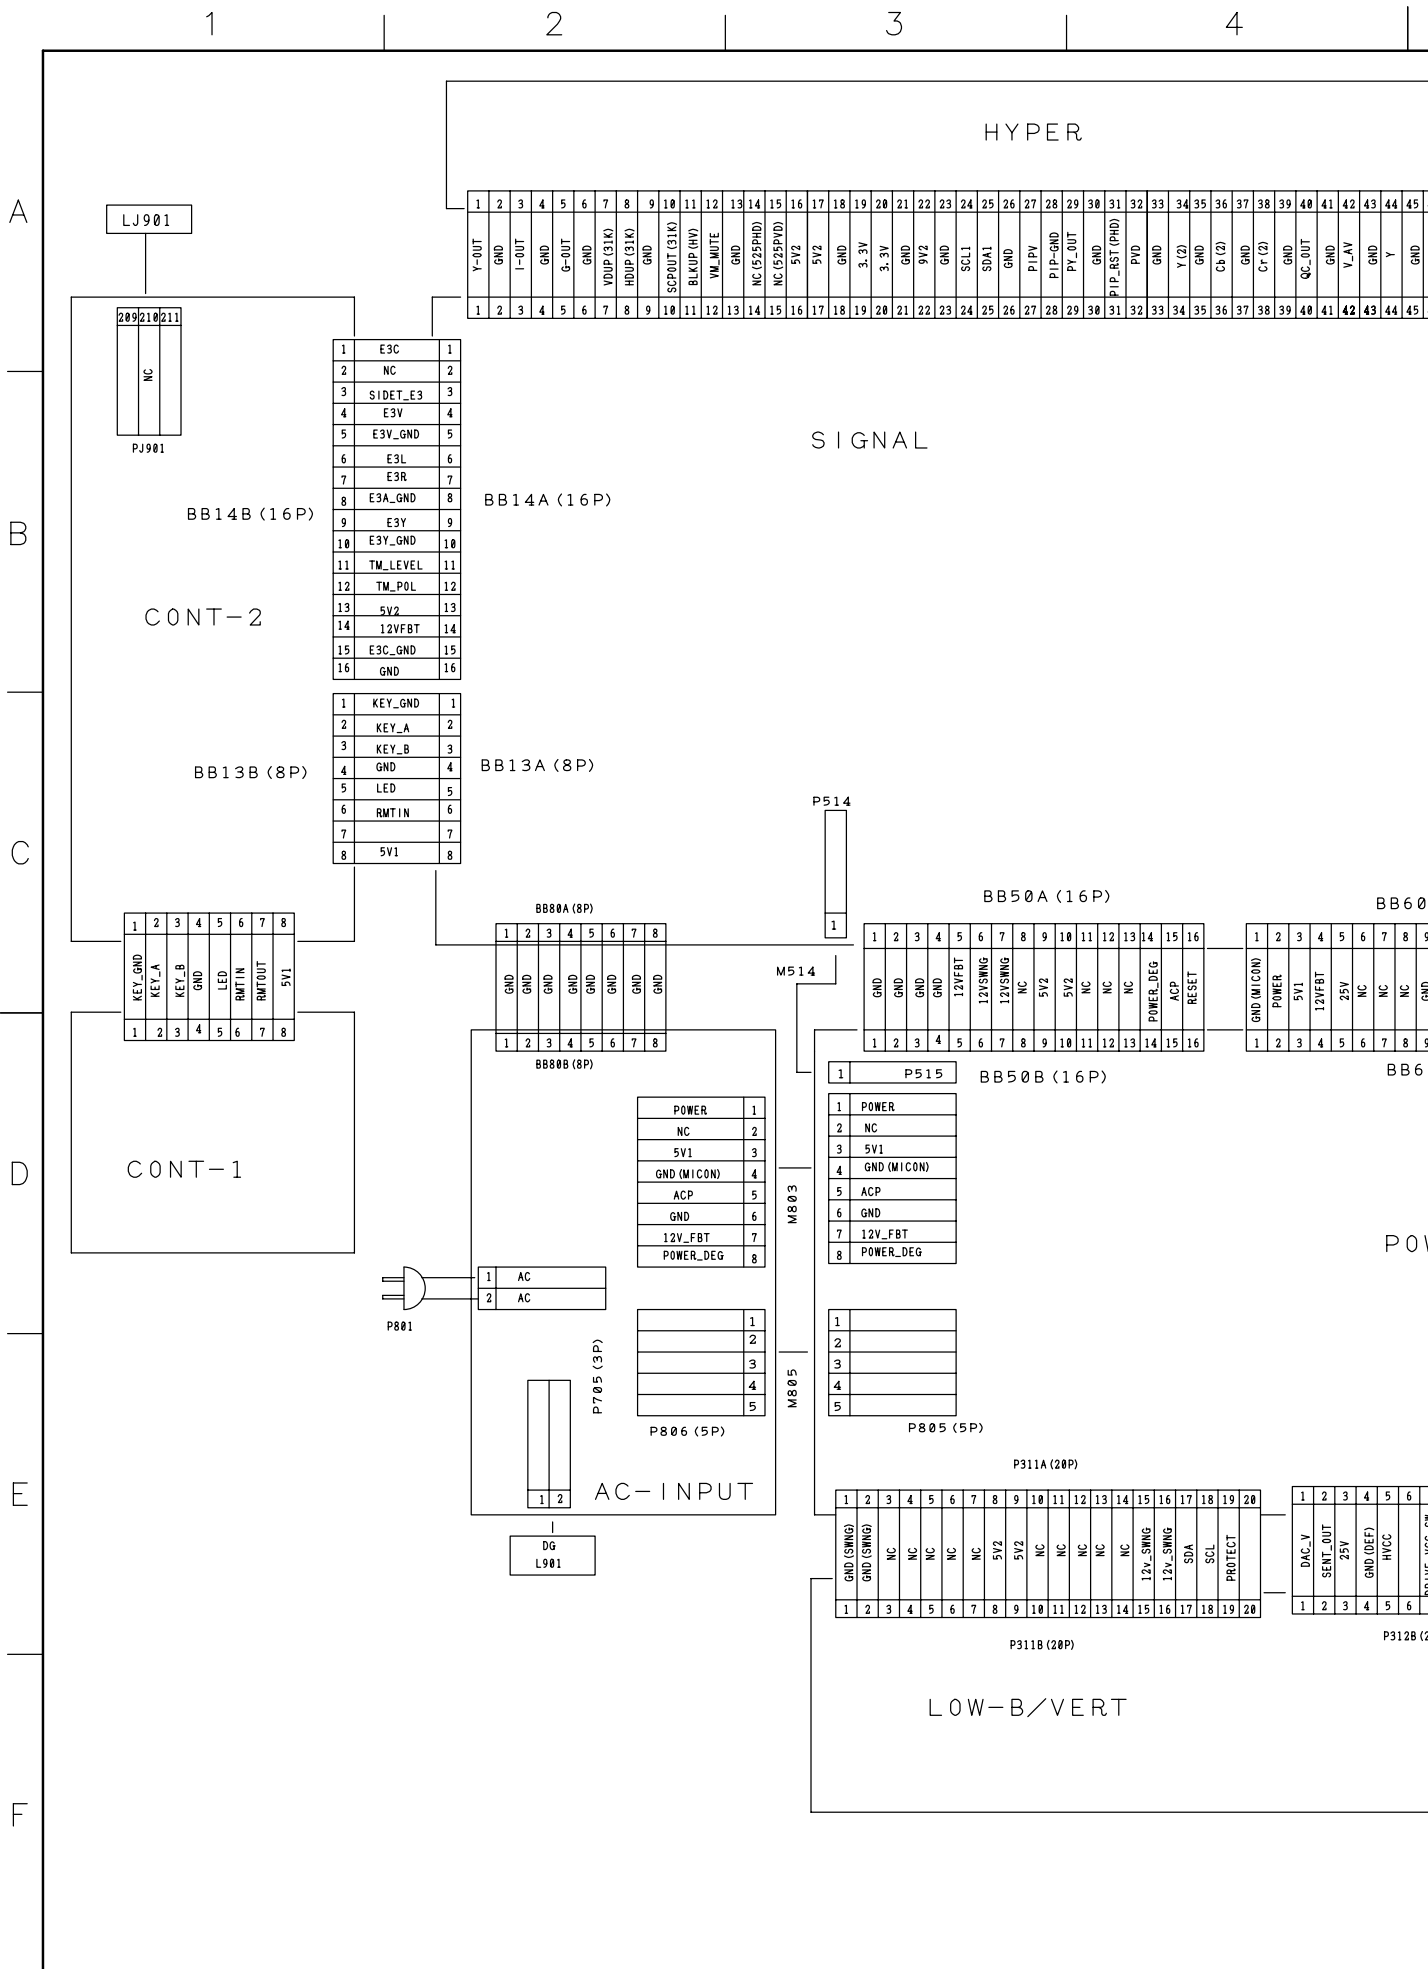 1 2 3 4
HYPER
A
LJ901
1 2 3 4 5 6 7 8 9 10 11 12 13 14 15 16 17 18 19 20 21 22 23 24 25 26 27 28 29 30 31 32 33 34 35 36 37 38 39 40 41 42 43 44 45
Y-OUT GND I-OUT GND G-OUT GND VDUP(31K) HDUP(31K) GND SCPOUT(31K) BLKUP(HV) VM_MUTE GND NC(525PHD) NC(525PVD) 5V2 5V2 GND 3.3V 3.3V GND 9V2 GND SCL1 SDA1 GND PIPV PIP-GND PY_OUT GND PIP_RST(PHD) PVD GND Y(2) GND Cb(2) GND Cr(2) GND QC_OUT GND V_AV GND Y GND
1 2 3 4 5 6 7 8 9 10 11 12 13 14 15 16 17 18 19 20 21 22 23 24 25 26 27 28 29 30 31 32 33 34 35 36 37 38 39 40 41 42 43 44 45
209 210 211
NC
PJ901
1 E3C 1
2 NC 2
3 SIDET_E3 3
4 E3V 4
5 E3V_GND 5
6 E3L 6
7 E3R 7
8 E3A_GND 8
9 E3Y 9
10 E3Y_GND 10
11 TM_LEVEL 11
12 TM_POL 12
13 5V2 13
14 12VFBT 14
15 E3C_GND 15
16 GND 16
SIGNAL
B
BB14B(16P)
BB14A(16P)
CONT-2
1 KEY_GND 1
2 KEY_A 2
3 KEY_B 3
4 GND 4
5 LED 5
6 RMTIN 6
7 7
8 5V1 8
BB13B(8P)
BB13A(8P)
C
P514
1
BB80A(8P)
BB50A(16P)
BB60
1 2 3 4 5 6 7 8
KEY_GND KEY_A KEY_B GND LED RMTIN RMTOUT 5V1
1 2 3 4 5 6 7 8
1 2 3 4 5 6 7 8
GND GND GND GND GND GND GND GND
1 2 3 4 5 6 7 8
BB80B(8P)
M514
1 2 3 4 5 6 7 8 9 10 11 12 13 14 15 16
GND GND GND GND 12VFBT 12VSWNG 12VSWNG NC 5V2 5V2 NC NC NC POWER_DEG ACP RESET
1 2 3 4 5 6 7 8 9 10 11 12 13 14 15 16
1 2 3 4 5 6 7 8 9
GND(MICON) POWER 5V1 12VFBT 25V NC NC NC GND
1 2 3 4 5 6 7 8 9
1 P515
BB50B(16P)
BB6
D
CONT-1
POWER 1
NC 2
5V1 3
GND(MICON) 4
ACP 5
GND 6
12V_FBT 7
POWER_DEG 8
M803
1 POWER
2 NC
3 5V1
4 GND(MICON)
5 ACP
6 GND
7 12V_FBT
8 POWER_DEG
POW
1 AC
2 AC
P801
1
2
3
4
5
P806(5P)
M805
1
2
3
4
5
P805(5P)
P705(3P)
1 2
AC-INPUT
DG
L901
E
P311A(20P)
1 2 3 4 5 6 7 8 9 10 11 12 13 14 15 16 17 18 19 20
GND(SWNG) GND(SWNG) NC NC NC NC NC 5V2 5V2 NC NC NC NC NC 12v_SWNG 12v_SWNG SDA SCL PROTECT
1 2 3 4 5 6 7 8 9 10 11 12 13 14 15 16 17 18 19 20
P311B(20P)
1 2 3 4 5 6
DAC_V SENT_OUT 25V GND(DEF) HVCC
1 2 3 4 5 6
P312B(2
LOW-B/VERT
F